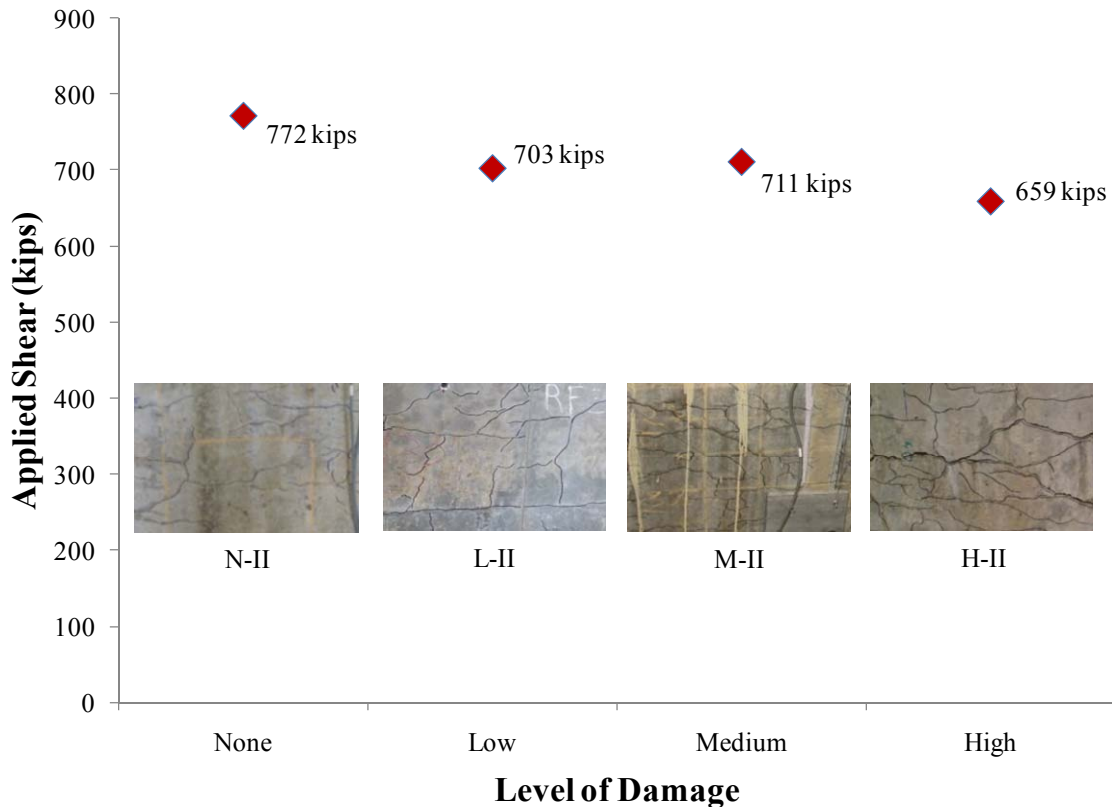 900
800
700
600
500
400
300
200
100
0
Applied Shear (kips)
772 kips
703 kips
711 kips
659 kips
RF
N-II
L-II
M-II
H-II
None
Low
Medium
High
Level of Damage